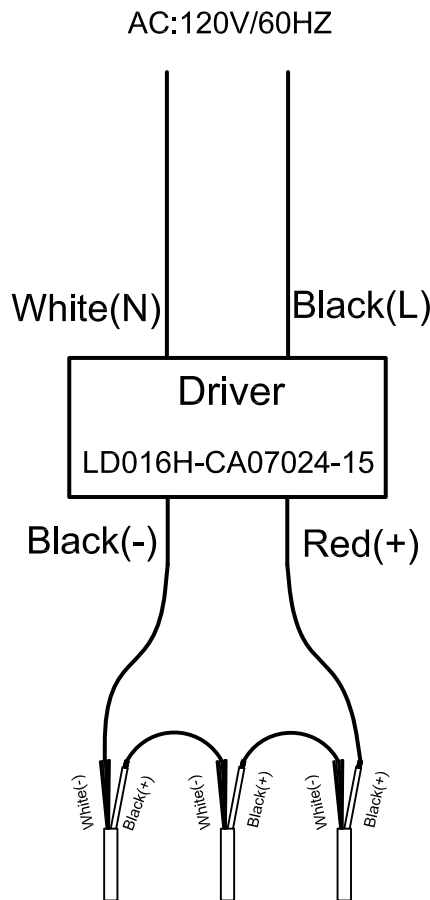 AC:120V/60HZ
White(N)
Black(L)
Driver
LD016H-CA07024-15
Black(-)
Red(+)
White(-)
Black(+)
White(-)
Black(+)
White(-)
Black(+)